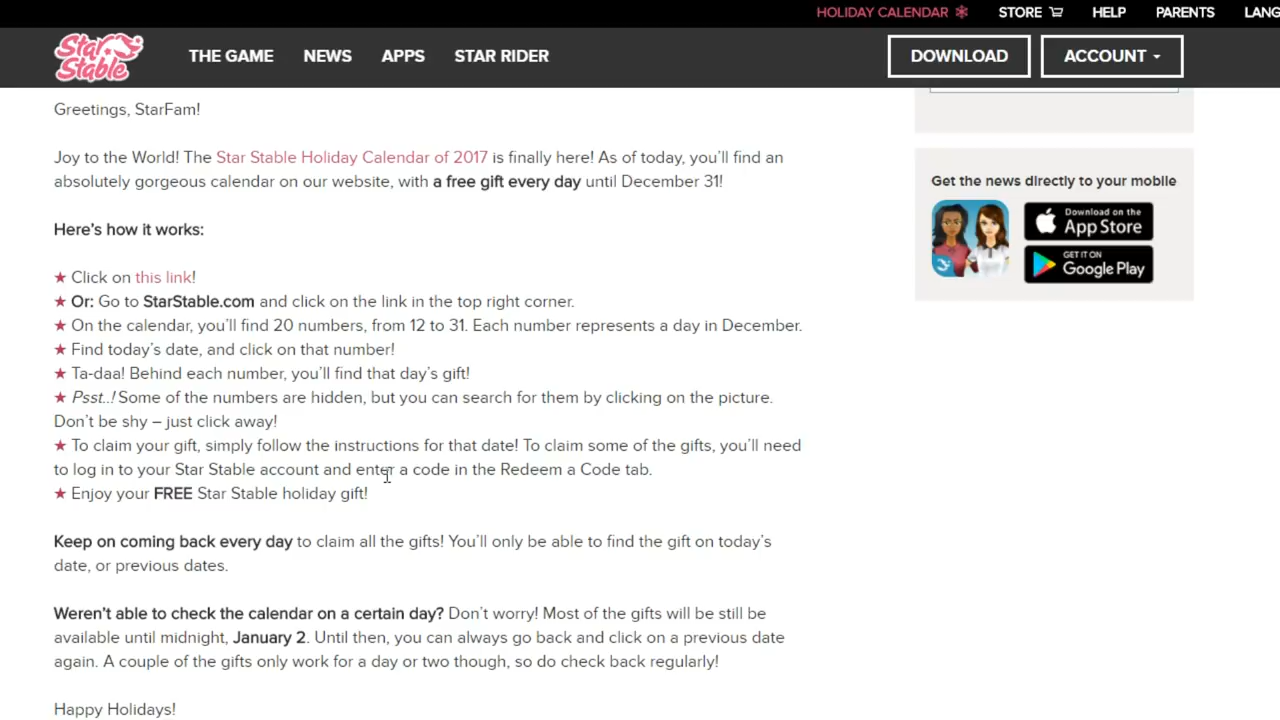 HOLIDAY CALENDAR
STORE
HELP
PARENTS
LANG
Star Stable
THE GAME
NEWS
APPS
STAR RIDER
DOWNLOAD
ACCOUNT
Greetings, StarFam!
Joy to the World! The Star Stable Holiday Calendar of 2017 is finally here! As of today, you'll find an
absolutely gorgeous calendar on our website, with a free gift every day until December 31!
Here's how it works:
★ Click on this link!
★ Or: Go to StarStable.com and click on the link in the top right corner.
★ On the calendar, you'll find 20 numbers, from 12 to 31. Each number represents a day in December.
★ Find today's date, and click on that number!
★ Ta-daa! Behind each number, you'll find that day's gift!
★ Psst..! Some of the numbers are hidden, but you can search for them by clicking on the picture.
Don't be shy – just click away!
★ To claim your gift, simply follow the instructions for that date! To claim some of the gifts, you'll need
to log in to your Star Stable account and enter a code in the Redeem a Code tab.
★ Enjoy your FREE Star Stable holiday gift!
Keep on coming back every day to claim all the gifts! You'll only be able to find the gift on today's
date, or previous dates.
Weren't able to check the calendar on a certain day? Don't worry! Most of the gifts will be still be
available until midnight, January 2. Until then, you can always go back and click on a previous date
again. A couple of the gifts only work for a day or two though, so do check back regularly!
Happy Holidays!
Get the news directly to your mobile
Download on the
App Store
GET IT ON
Google Play